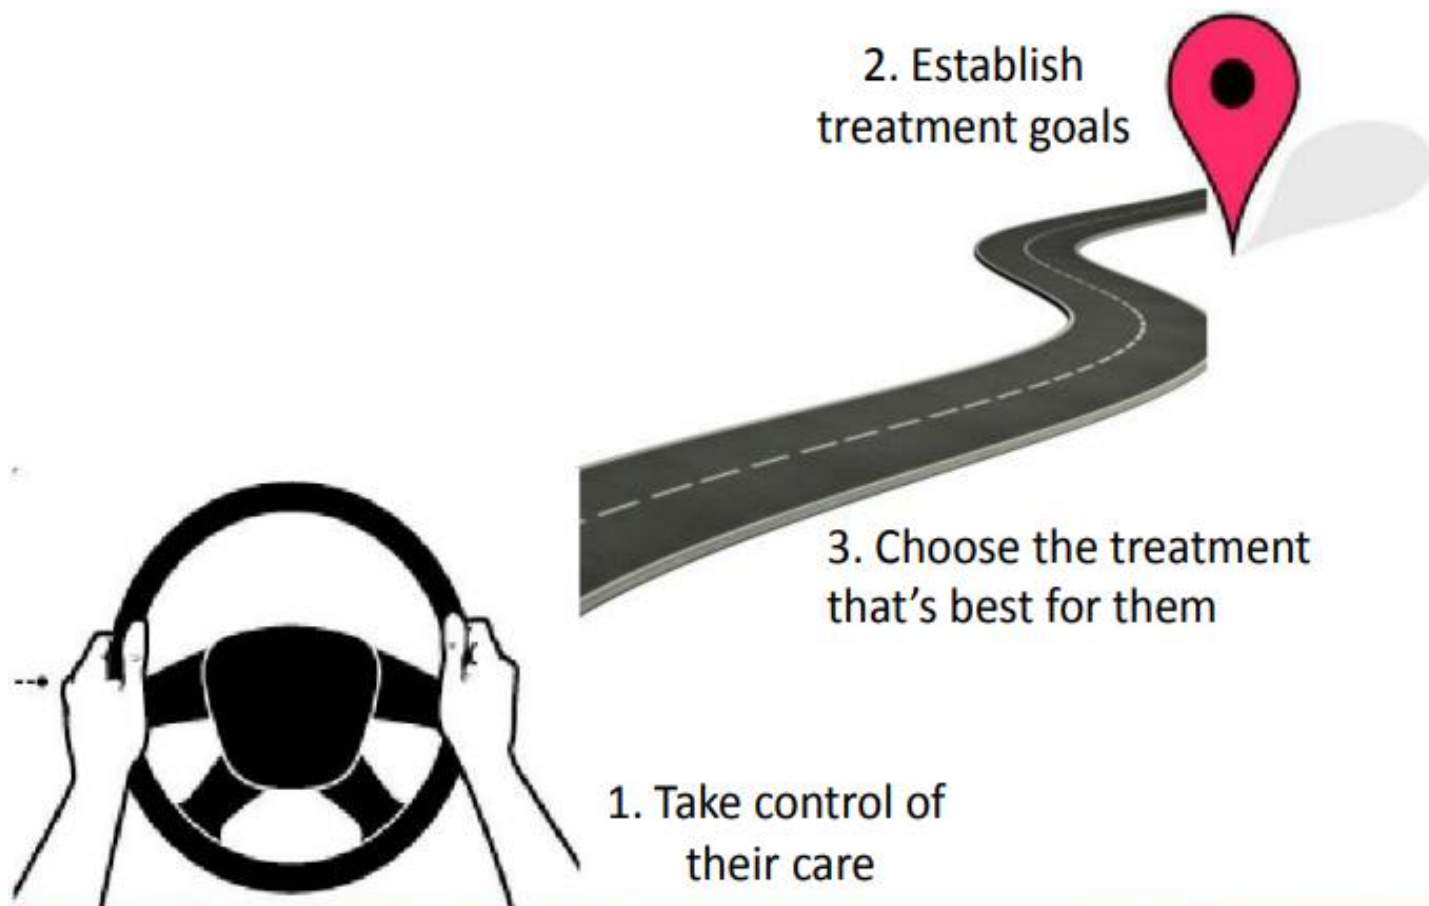 2. Establish
treatment goals
3. Choose the treatment
that’s best for them
1. Take control of
their care